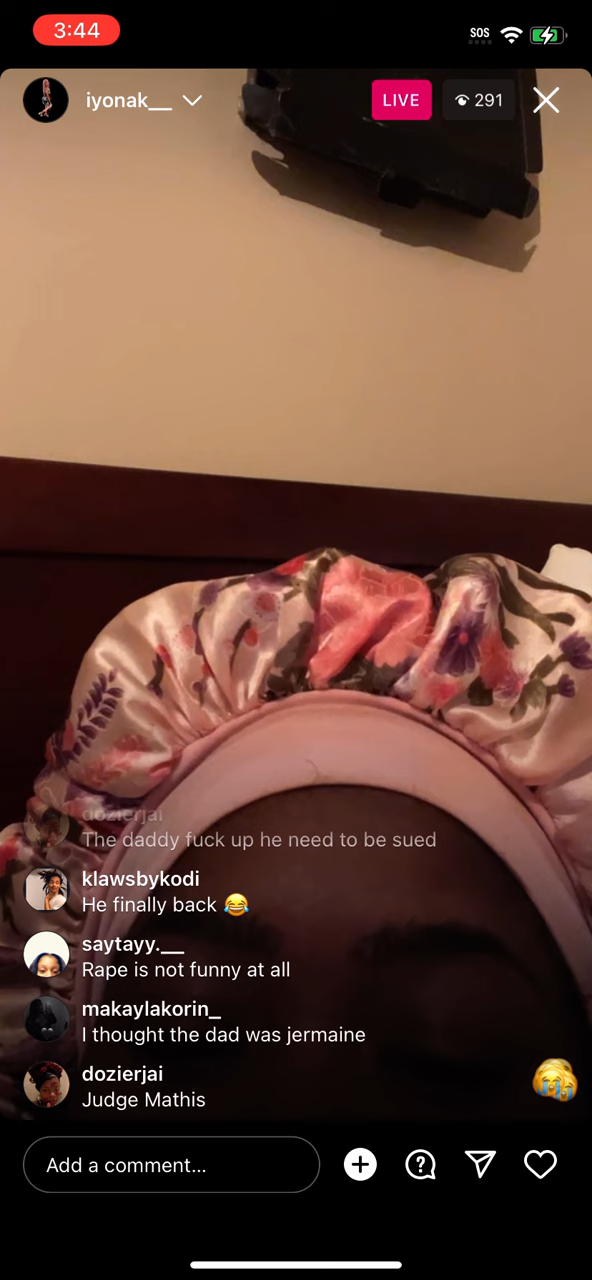 3:44
SOS
iyonak__
LIVE
291
dozierjai
The daddy fuck up he need to be sued
klawsbykodi
He finally back 😂
saytayy.__
Rape is not funny at all
makaylakorin_
I thought the dad was jermaine
dozierjai
Judge Mathis
Add a comment...